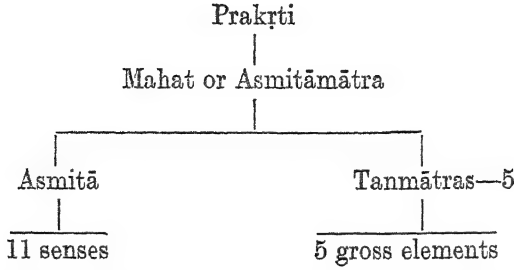 Prakṛti
Mahat or Asmitāmātra
Asmitā Tanmātras—5
11 senses 5 gross elements